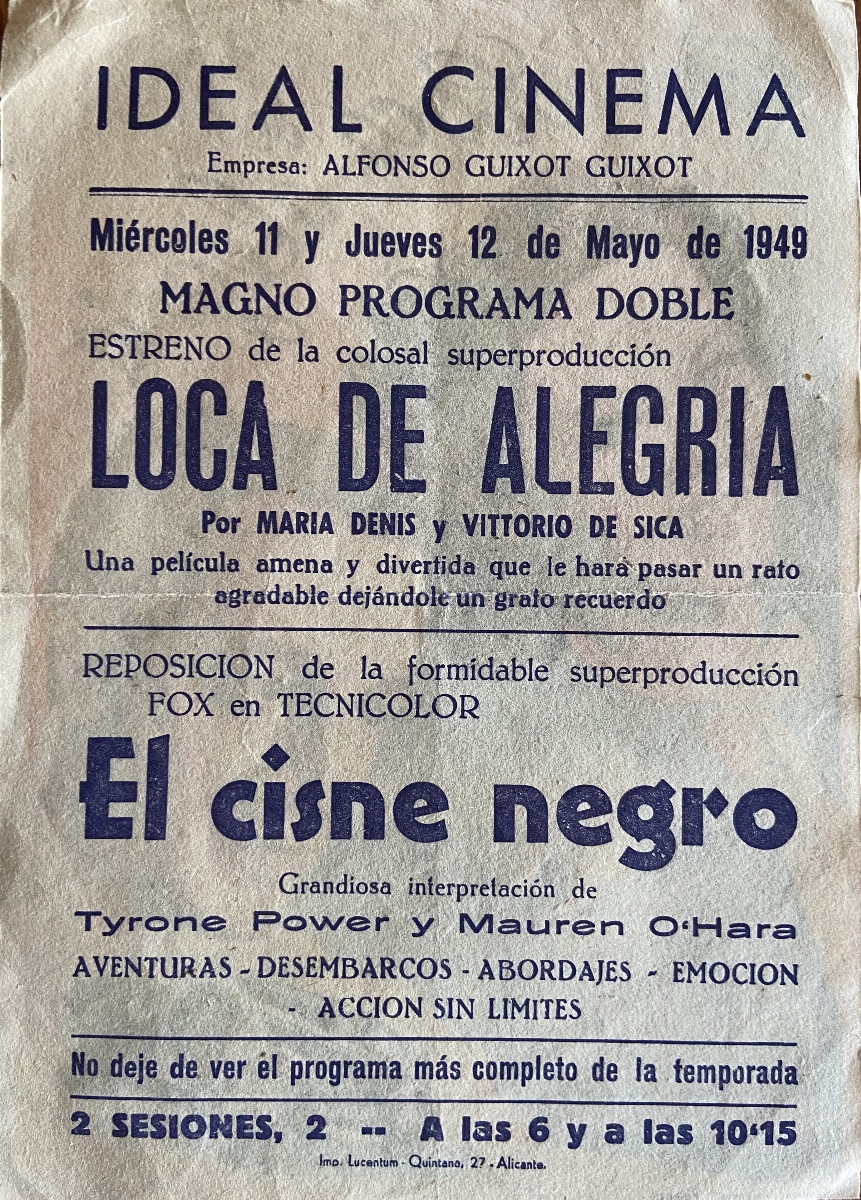 IDEAL CINEMA
Empresa: ALFONSO GUIXOT GUIXOT
Miércoles 11 y Jueves 12 de Mayo de 1949
MAGNO PROGRAMA DOBLE
ESTRENO de la colosal superproducción
LOCA DE ALEGRIA
Por MARIA DENIS y VITTORIO DE SICA
Una película amena y divertida que le hará pasar un rato
agradable dejándole un grato recuerdo
REPOSICION de la formidable superproducción
FOX en TECNICOLOR
El cisne negro
Grandiosa interpretación de
Tyrone Power y Mauren O‘Hara
AVENTURAS - DESEMBARCOS - ABORDAJES - EMOCION
- ACCION SIN LIMITES
No deje de ver el programa más completo de la temporada
2 SESIONES, 2 -- A las 6 y a las 10‘15
Imp. Lucentum - Quintana, 27 - Alicante.